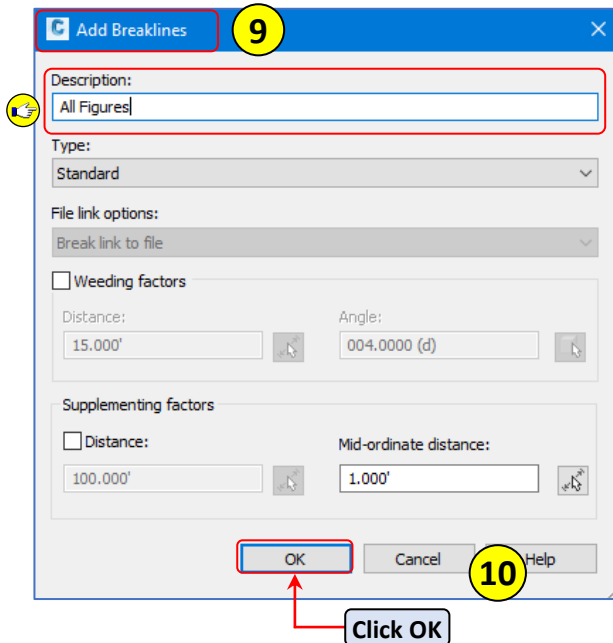 C Add Breaklines 9
Description:
All Figures
Type:
Standard
File link options:
Break link to file
Weeding factors
Distance: Angle:
15.000' 004.0000 (d)
Supplementing factors
Distance: Mid-ordinate distance:
100.000' 1.000'
OK Cancel 10 Help
Click OK